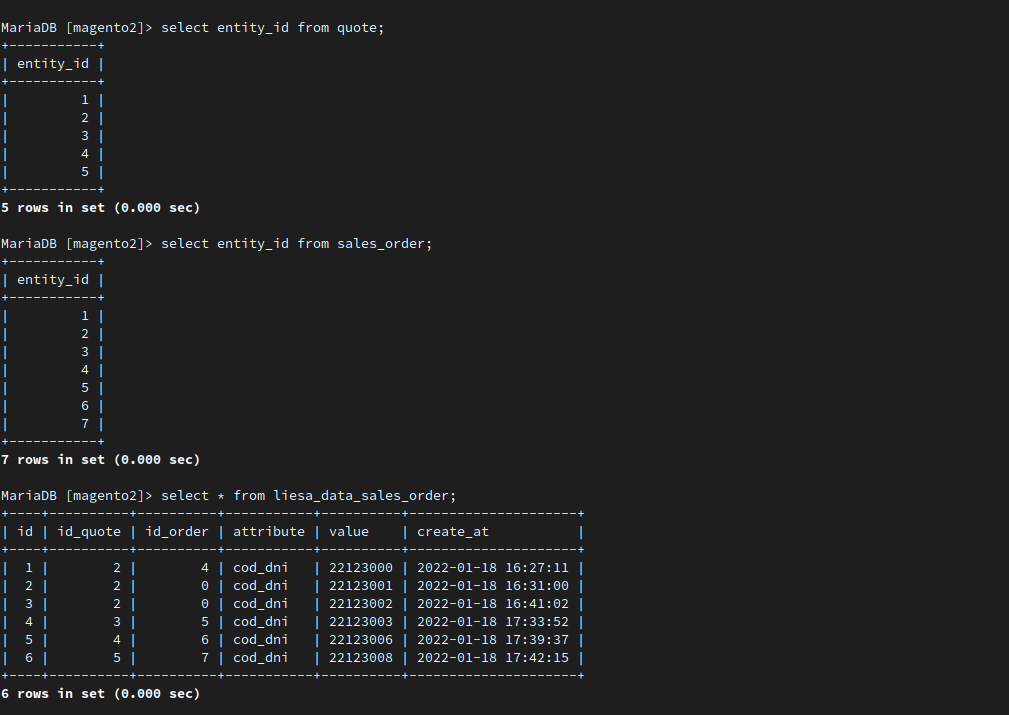 MariaDB [magento2]> select entity_id from quote;
+-----------+
| entity_id |
+-----------+
|         1 |
|         2 |
|         3 |
|         4 |
|         5 |
+-----------+
5 rows in set (0.000 sec)

MariaDB [magento2]> select entity_id from sales_order;
+-----------+
| entity_id |
+-----------+
|         1 |
|         2 |
|         3 |
|         4 |
|         5 |
|         6 |
|         7 |
+-----------+
7 rows in set (0.000 sec)

MariaDB [magento2]> select * from liesa_data_sales_order;
+----+----------+----------+-----------+----------+---------------------+
| id | id_quote | id_order | attribute | value    | create_at           |
+----+----------+----------+-----------+----------+---------------------+
|  1 |        2 |        4 | cod_dni   | 22123000 | 2022-01-18 16:27:11 |
|  2 |        2 |        0 | cod_dni   | 22123001 | 2022-01-18 16:31:00 |
|  3 |        2 |        0 | cod_dni   | 22123002 | 2022-01-18 16:41:02 |
|  4 |        3 |        5 | cod_dni   | 22123003 | 2022-01-18 17:33:52 |
|  5 |        4 |        6 | cod_dni   | 22123006 | 2022-01-18 17:39:37 |
|  6 |        5 |        7 | cod_dni   | 22123008 | 2022-01-18 17:42:15 |
+----+----------+----------+-----------+----------+---------------------+
6 rows in set (0.000 sec)